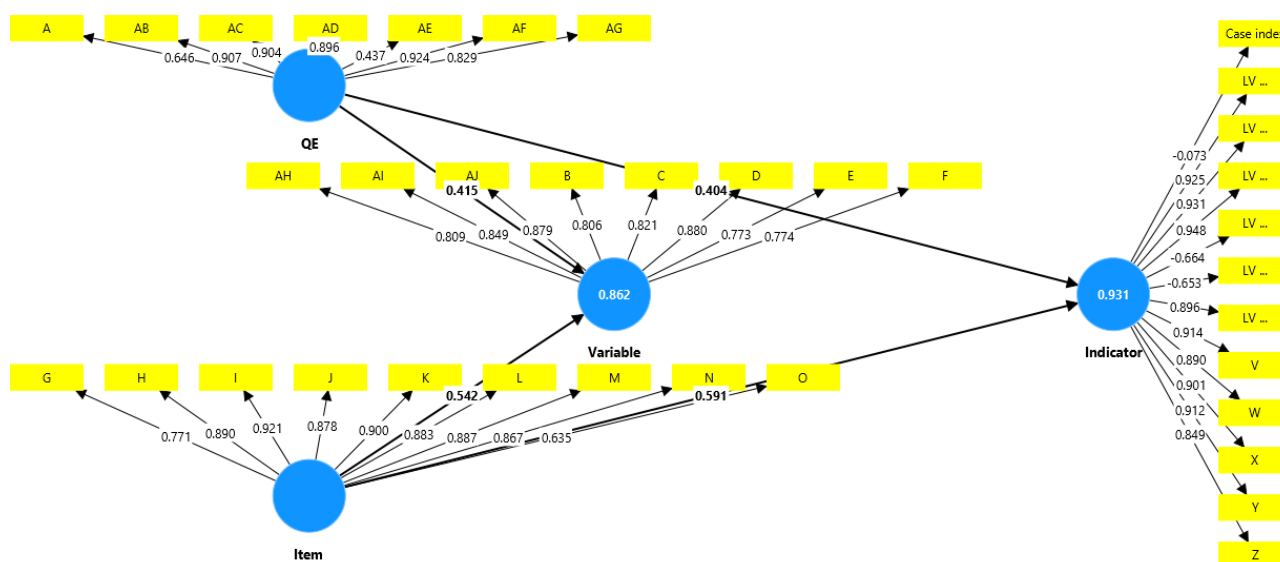 A AB AC AD AE AF AG
0.646 0.907 0.904 0.896 0.437 0.924 0.829
QE
AH AI AJ B C D E F
0.415 0.404
0.809 0.849 0.879 0.806 0.821 0.880 0.773 0.774
0.862
Variable
G H I J K L M N O
0.542 0.591
0.771 0.890 0.921 0.878 0.900 0.883 0.887 0.867 0.635
Item
Case index
LV ...
LV ...
LV ...
LV ...
LV ...
LV ...
V
W
X
Y
Z
-0.073
0.925
0.931
0.948
-0.664
-0.653
0.896
0.914
0.890
0.901
0.912
0.849
0.931
Indicator